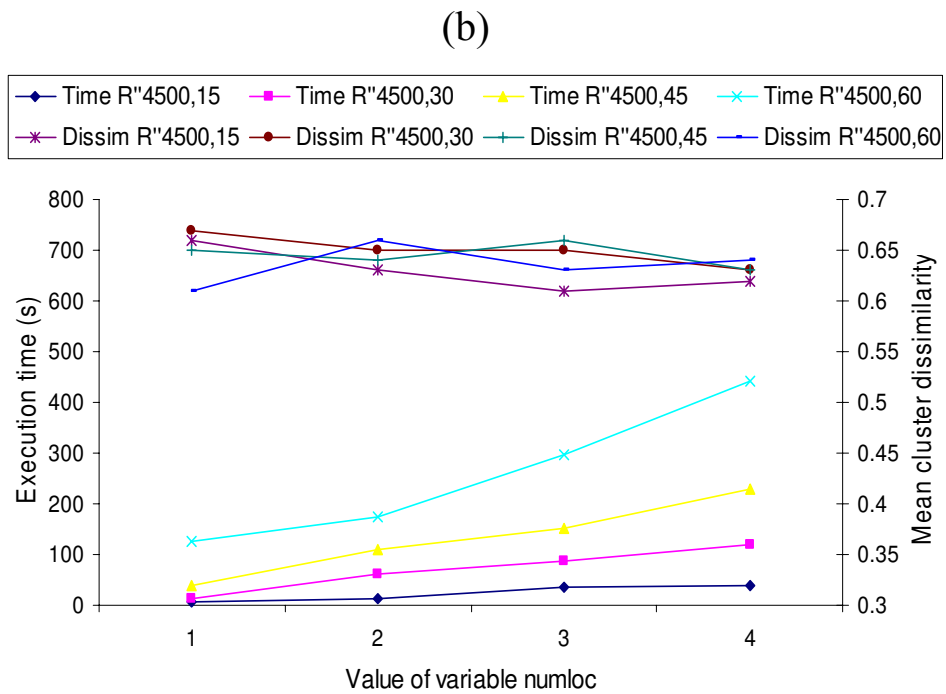 (b)
Time R"4500,15 Time R"4500,30 Time R"4500,45 Time R"4500,60
Dissim R"4500,15 Dissim R"4500,30 Dissim R"4500,45 Dissim R"4500,60
800 0.7
700 0.65
600 0.6
500 0.55
400 0.5
300 0.45
200 0.4
100 0.35
0 0.3
Execution time (s)
Mean cluster dissimilarity
1 2 3 4
Value of variable numloc